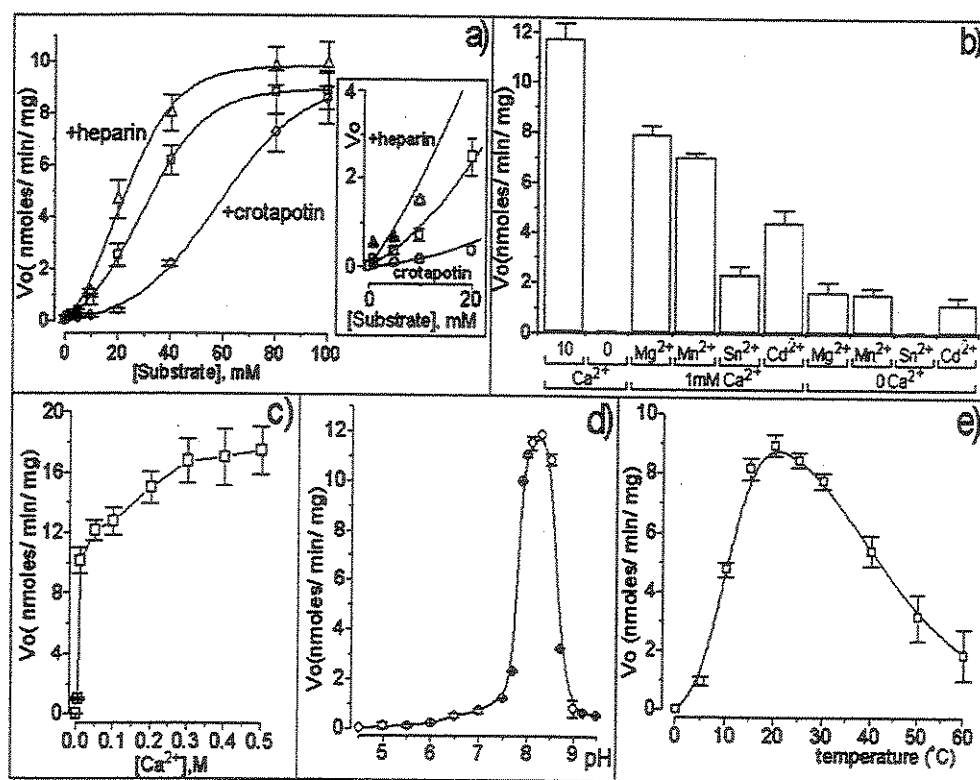 a)
Vo( nmoles/ min/ mg)
10
8
6
4
2
0
+heparin
+crotapotin
0 20 40 60 80 100
[Substrate], mM
4
Vo
2
0
+heparin
crotapotin
0 20
[Substrate], mM
b)
Vo(nmoles/ min/ mg)
12
10
8
6
4
2
0
10 0 Mg2+ Mn2+ Sn2+ Cd2+ Mg2+ Mn2+ Sn2+ Cd2+
Ca2+ 1mM Ca2+ 0 Ca2+
c)
Vo( nmoles/ min/ mg)
20
16
12
8
4
0
0.0 0.1 0.2 0.3 0.4 0.5
[Ca2+],M
d)
Vo(nmoles/ min/ mg)
12
10
8
6
4
2
0
5 6 7 8 9 pH
e)
Vo (nmoles/ min/ mg)
10
8
6
4
2
0
0 10 20 30 40 50 60
temperature (°C)